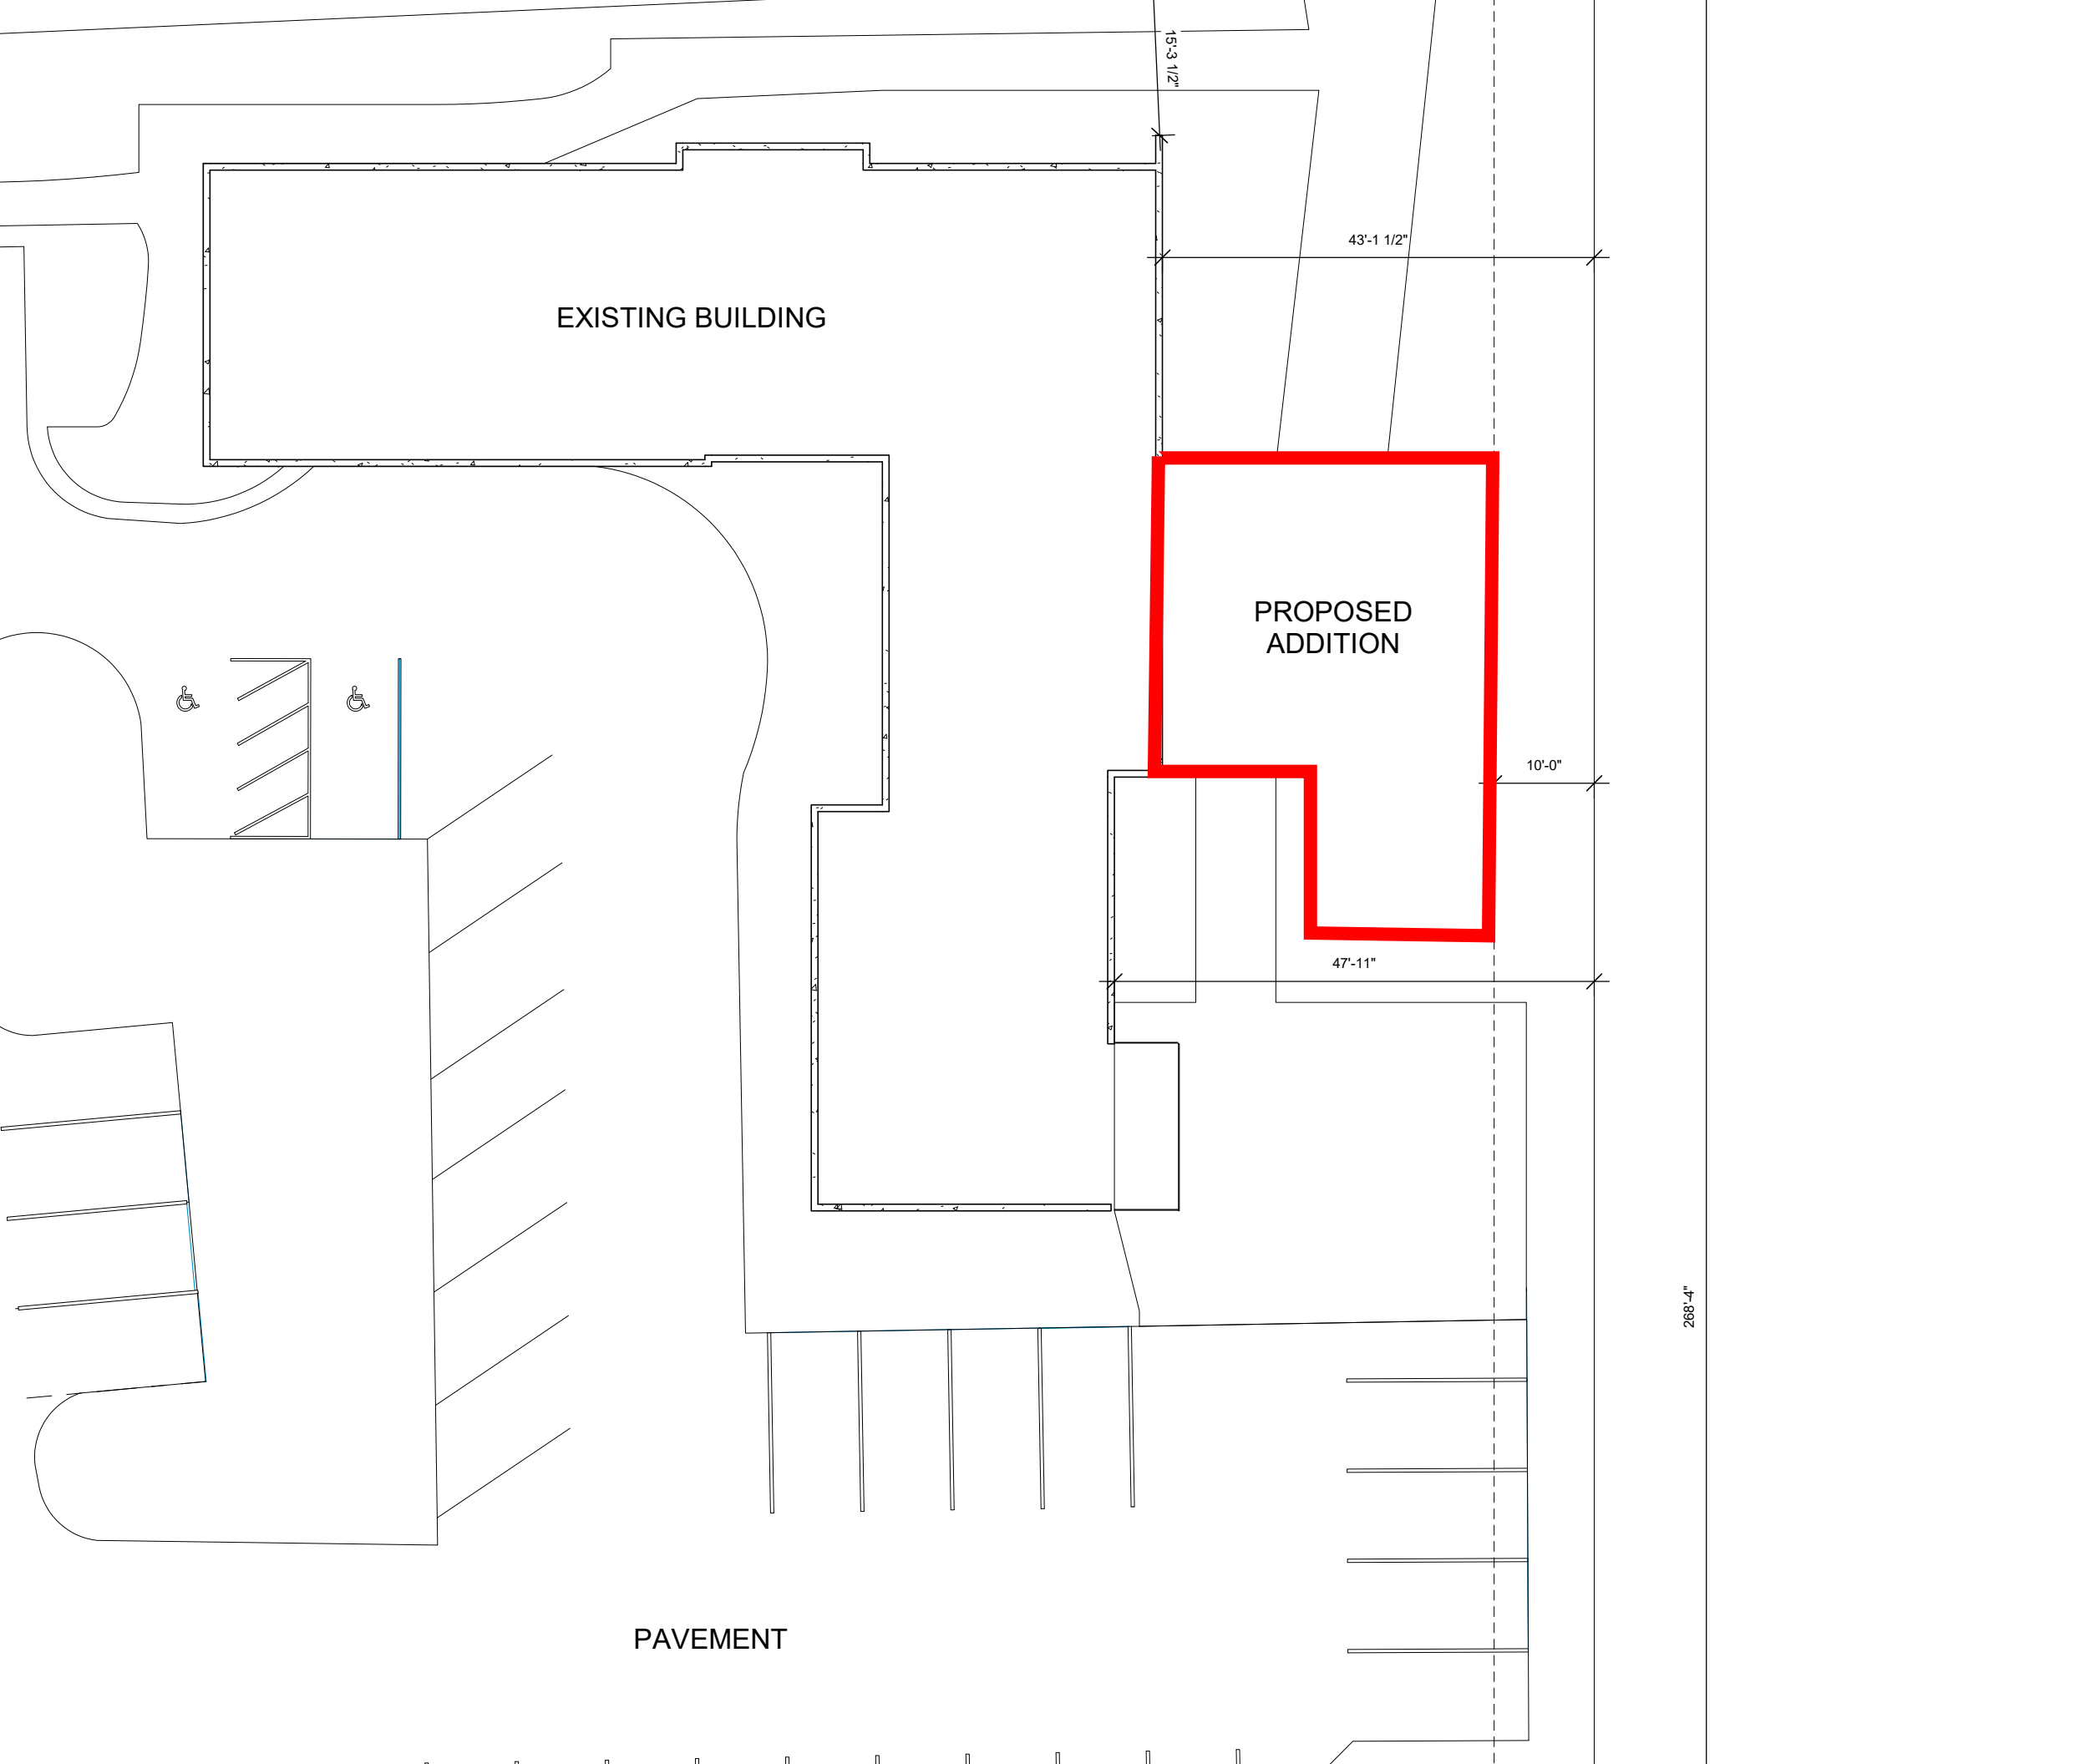 15'-3 1/2"
43'-1 1/2"
EXISTING BUILDING
PROPOSED
ADDITION
10'-0"
47'-11"
268'-4"
PAVEMENT